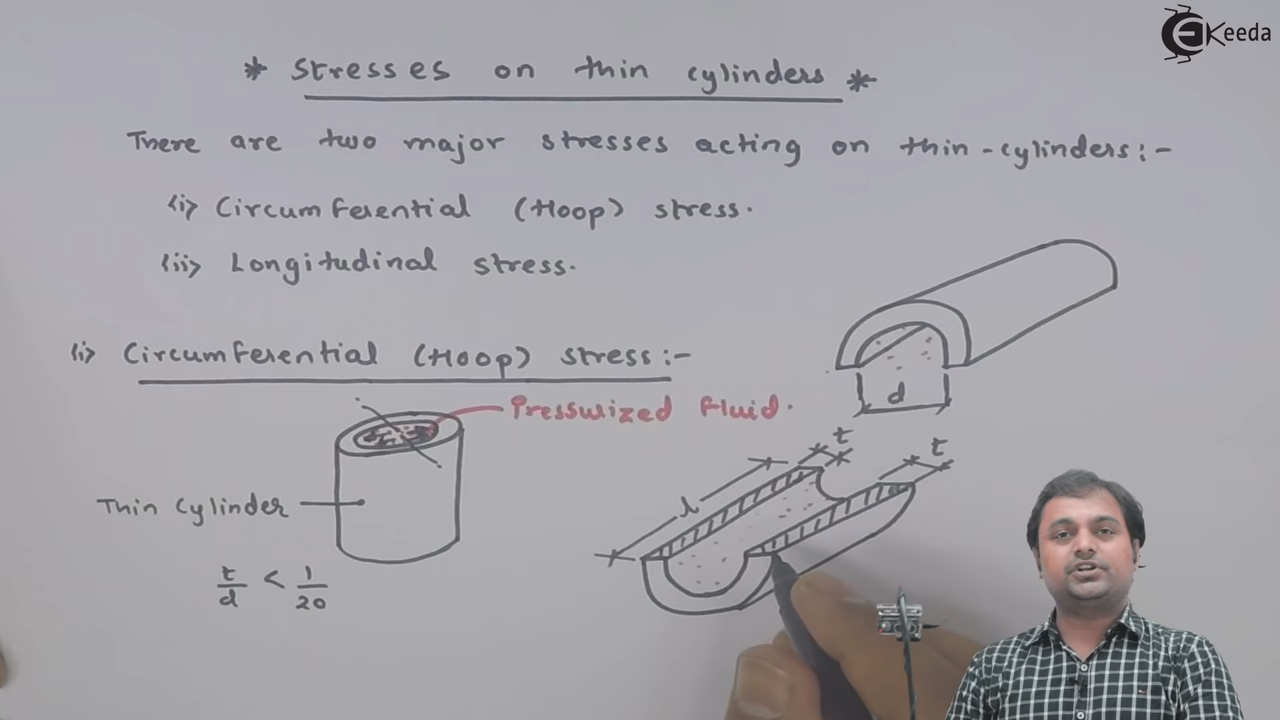 EKeeda
* Stresses on thin cylinders *
There are two major stresses acting on thin-cylinders:-
(i) Circumferential (Hoop) stress.
(ii) Longitudinal stress.
(i) Circumferential (Hoop) stress:-
d
Pressurized Fluid.
t
t
l
Thin Cylinder
t/d < 1/20